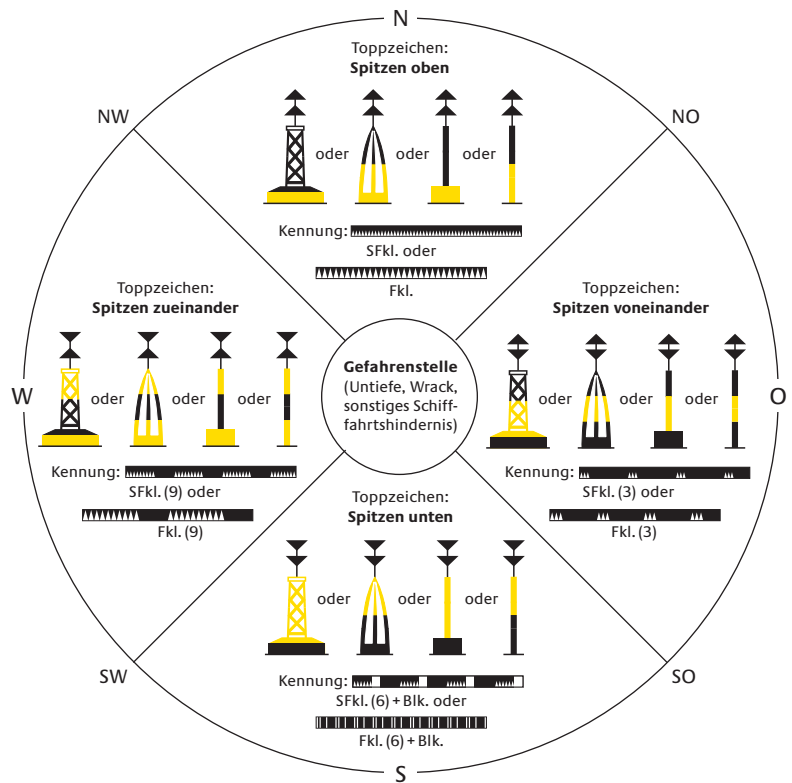 N
Toppzeichen:
Spitzen oben
NW
NO
oder oder oder
Kennung:
SFkl. oder
Fkl.
Toppzeichen:
Spitzen zueinander
W
oder oder oder
Kennung:
SFkl. (9) oder
Fkl. (9)
Gefahrenstelle
(Untiefe, Wrack,
sonstiges Schiff-
fahrtshindernis)
Toppzeichen:
Spitzen voneinander
O
oder oder oder
Kennung:
SFkl. (3) oder
Fkl. (3)
Toppzeichen:
Spitzen unten
oder oder oder
SW
SO
Kennung:
SFkl. (6) + Blk. oder
Fkl. (6) + Blk.
S